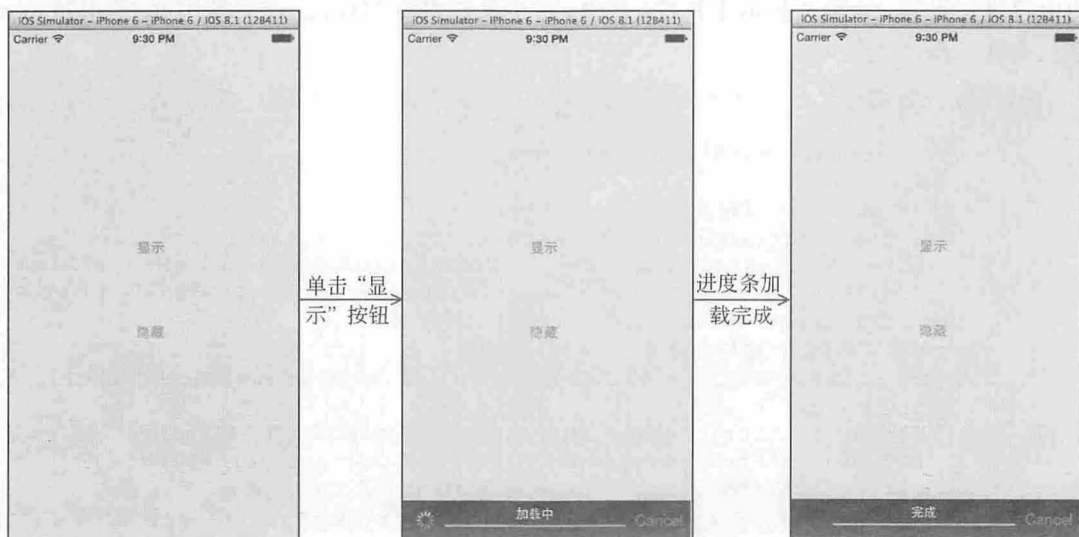 iOS Simulator - iPhone 6 - iPhone 6 / iOS 8.1 (12B411)
Carrier 9:30 PM
显示
隐藏
单击“显
示”按钮
iOS Simulator - iPhone 6 - iPhone 6 / iOS 8.1 (12B411)
Carrier 9:30 PM
显示
隐藏
加载中
Cancel
进度条加
载完成
iOS Simulator - iPhone 6 - iPhone 6 / iOS 8.1 (12B411)
Carrier 9:30 PM
显示
隐藏
完成
Cancel